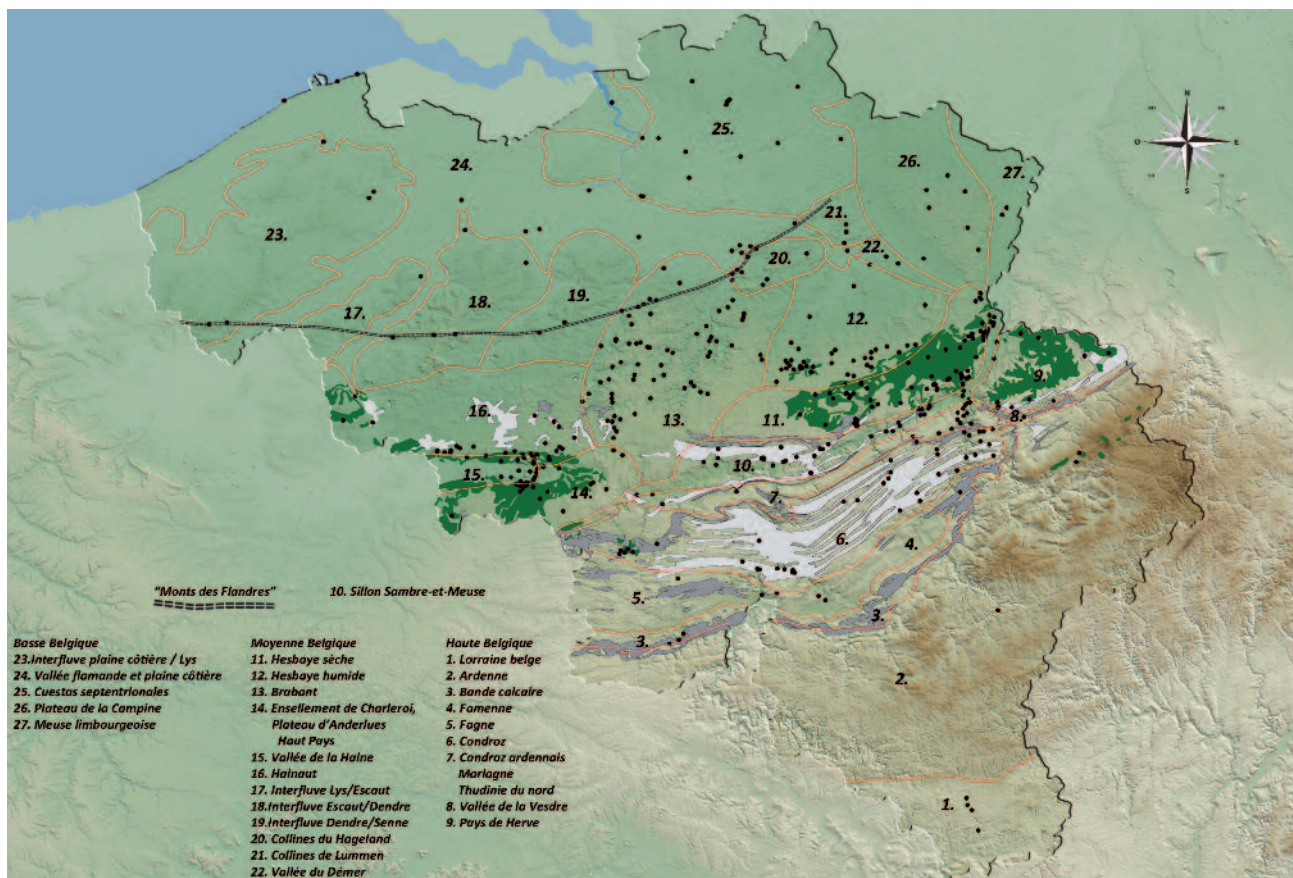 N
O
E
S
25.
24.
26.
27.
23.
21.
22.
20.
19.
18.
17.
12.
9.
16.
13.
11.
8.
10.
15.
14.
7.
6.
4.
5.
3.
3.
2.
1.
"Monts des Flandres"
10. Sillon Sambre-et-Meuse
Basse Belgique
23.Interfluve plaine côtière / Lys
24. Vallée flamande et plaine côtière
25. Cuestas septentrionales
26. Plateau de la Campine
27. Meuse limbourgeoise
Moyenne Belgique
11. Hesbaye sèche
12. Hesbaye humide
13. Brabant
14. Ensellement de Charleroi,
Plateau d'Anderlues
Haut Pays
15. Vallée de la Haine
16. Hainaut
17. Interfluve Lys/Escaut
18.Interfluve Escaut/Dendre
19.Interfluve Dendre/Senne
20. Collines du Hageland
21. Collines de Lummen
22. Vallée du Démer
Haute Belgique
1. Lorraine belge
2. Ardenne
3. Bande calcaire
4. Famenne
5. Fagne
6. Condroz
7. Condroz ardennais
Marlagne
Thudinie du nord
8. Vallée de la Vesdre
9. Pays de Herve